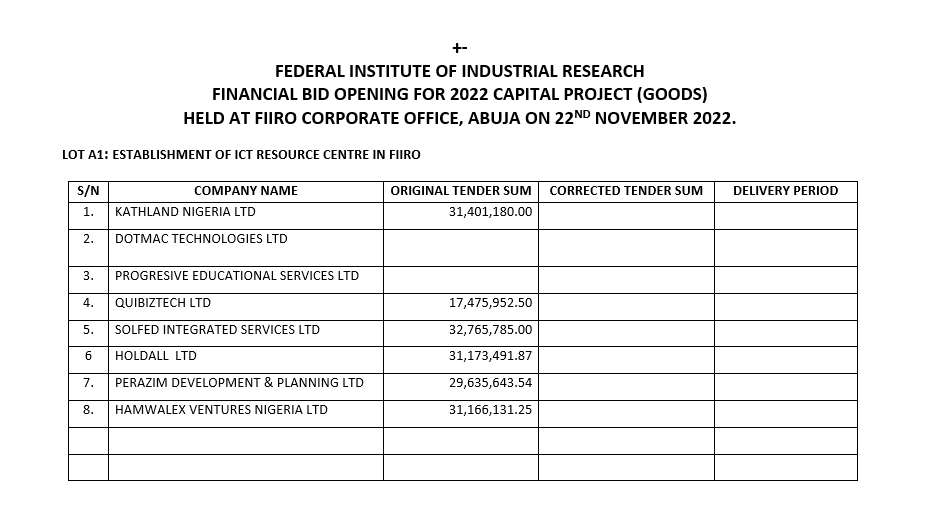 +-
FEDERAL INSTITUTE OF INDUSTRIAL RESEARCH
FINANCIAL BID OPENING FOR 2022 CAPITAL PROJECT (GOODS)
HELD AT FIIRO CORPORATE OFFICE, ABUJA ON 22ND NOVEMBER 2022.
LOT A1: ESTABLISHMENT OF ICT RESOURCE CENTRE IN FIIRO
S/N COMPANY NAME ORIGINAL TENDER SUM CORRECTED TENDER SUM DELIVERY PERIOD
1. KATHLAND NIGERIA LTD 31,401,180.00
2. DOTMAC TECHNOLOGIES LTD
3. PROGRESIVE EDUCATIONAL SERVICES LTD
4. QUIBIZTECH LTD 17,475,952.50
5. SOLFED INTEGRATED SERVICES LTD 32,765,785.00
6 HOLDALL LTD 31,173,491.87
7. PERAZIM DEVELOPMENT & PLANNING LTD 29,635,643.54
8. HAMWALEX VENTURES NIGERIA LTD 31,166,131.25